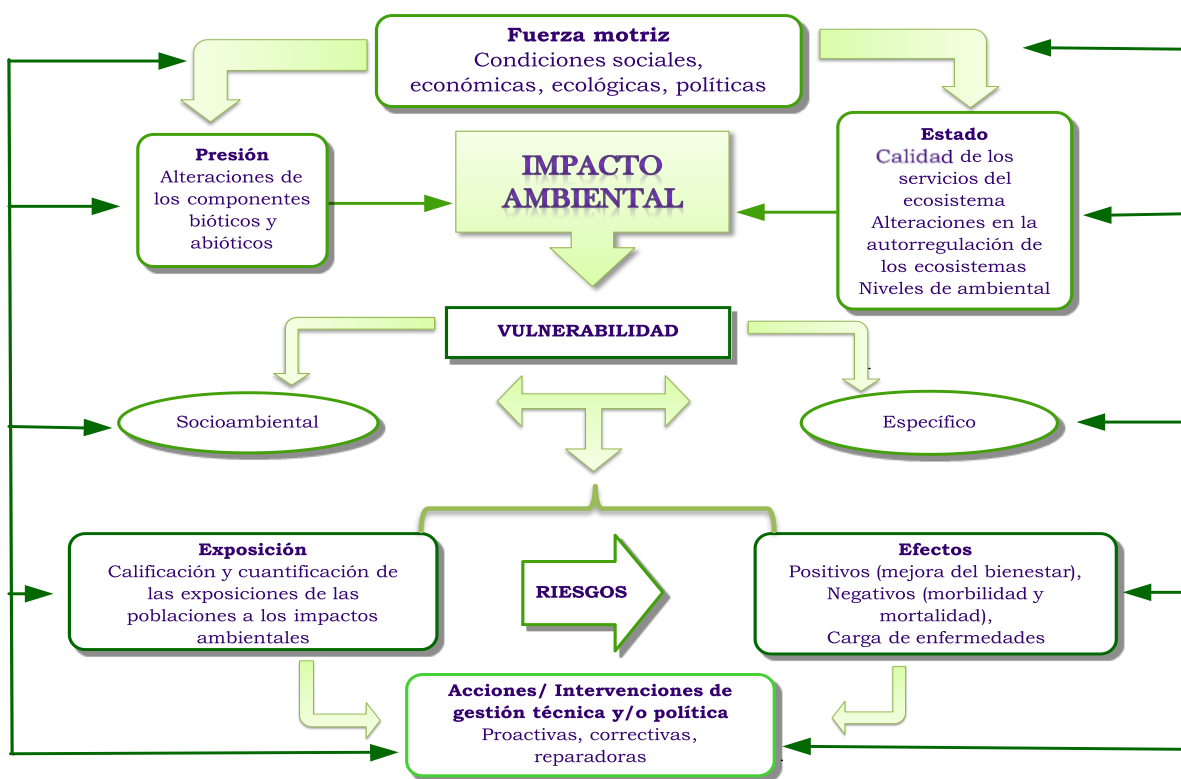 Fuerza motriz
Condiciones sociales,
económicas, ecológicas, políticas
Presión
Alteraciones de
los componentes
bióticos y
abióticos
IMPACTO
AMBIENTAL
Estado
Calidad de los
servicios del
ecosistema
Alteraciones en la
autorregulación de
los ecosistemas
Niveles de ambiental
VULNERABILIDAD
Socioambiental
Específico
Exposición
Calificación y cuantificación de
las exposiciones de las
poblaciones a los impactos
ambientales
RIESGOS
Efectos
Positivos (mejora del bienestar),
Negativos (morbilidad y
mortalidad),
Carga de enfermedades
Acciones/ Intervenciones de
gestión técnica y/o política
Proactivas, correctivas,
reparadoras